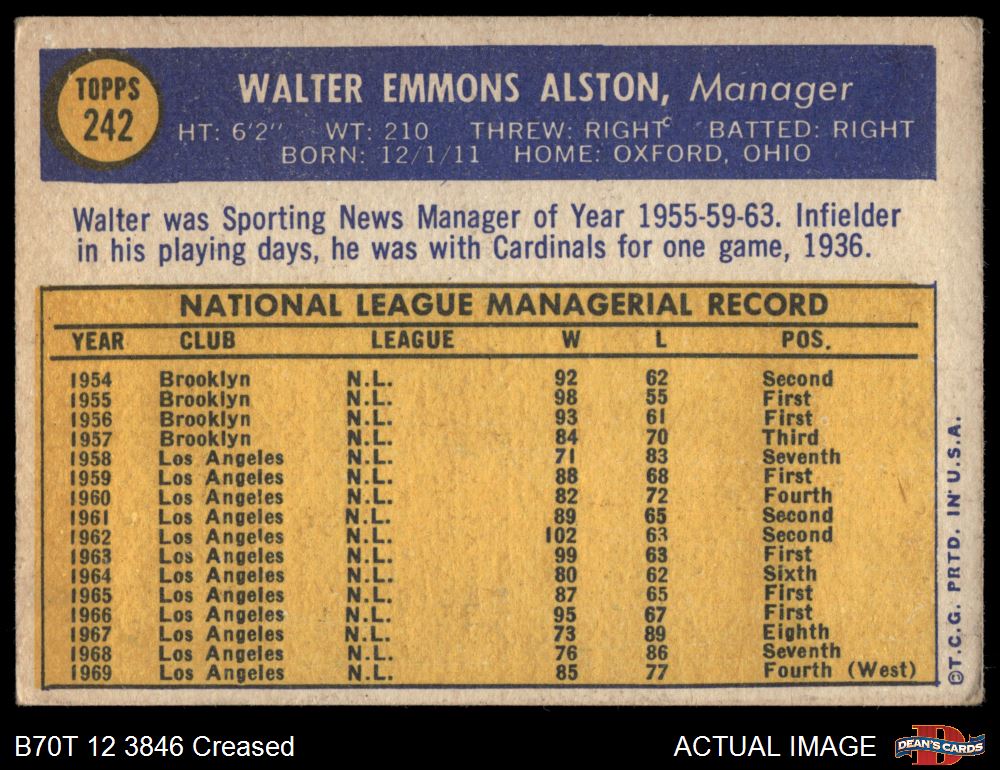 TOPPS
242
WALTER EMMONS ALSTON, Manager
HT: 6'2" WT: 210 THREW: RIGHT BATTED: RIGHT
BORN: 12/1/11 HOME: OXFORD, OHIO
Walter was Sporting News Manager of Year 1955-59-63. Infielder
in his playing days, he was with Cardinals for one game, 1936.
NATIONAL LEAGUE MANAGERIAL RECORD
YEAR CLUB LEAGUE W L POS.
1954 Brooklyn N.L. 92 62 Second
1955 Brooklyn N.L. 98 55 First
1956 Brooklyn N.L. 93 61 First
1957 Brooklyn N.L. 84 70 Third
1958 Los Angeles N.L. 71 83 Seventh
1959 Los Angeles N.L. 88 68 First
1960 Los Angeles N.L. 82 72 Fourth
1961 Los Angeles N.L. 89 65 Second
1962 Los Angeles N.L. 102 63 Second
1963 Los Angeles N.L. 99 63 First
1964 Los Angeles N.L. 80 62 Sixth
1965 Los Angeles N.L. 87 65 First
1966 Los Angeles N.L. 95 67 First
1967 Los Angeles N.L. 73 89 Eighth
1968 Los Angeles N.L. 76 86 Seventh
1969 Los Angeles N.L. 85 77 Fourth (West)
©T.C.G. PRTD. IN U.S.A.
B70T 12 3846 Creased
ACTUAL IMAGE
DEAN'S CARDS